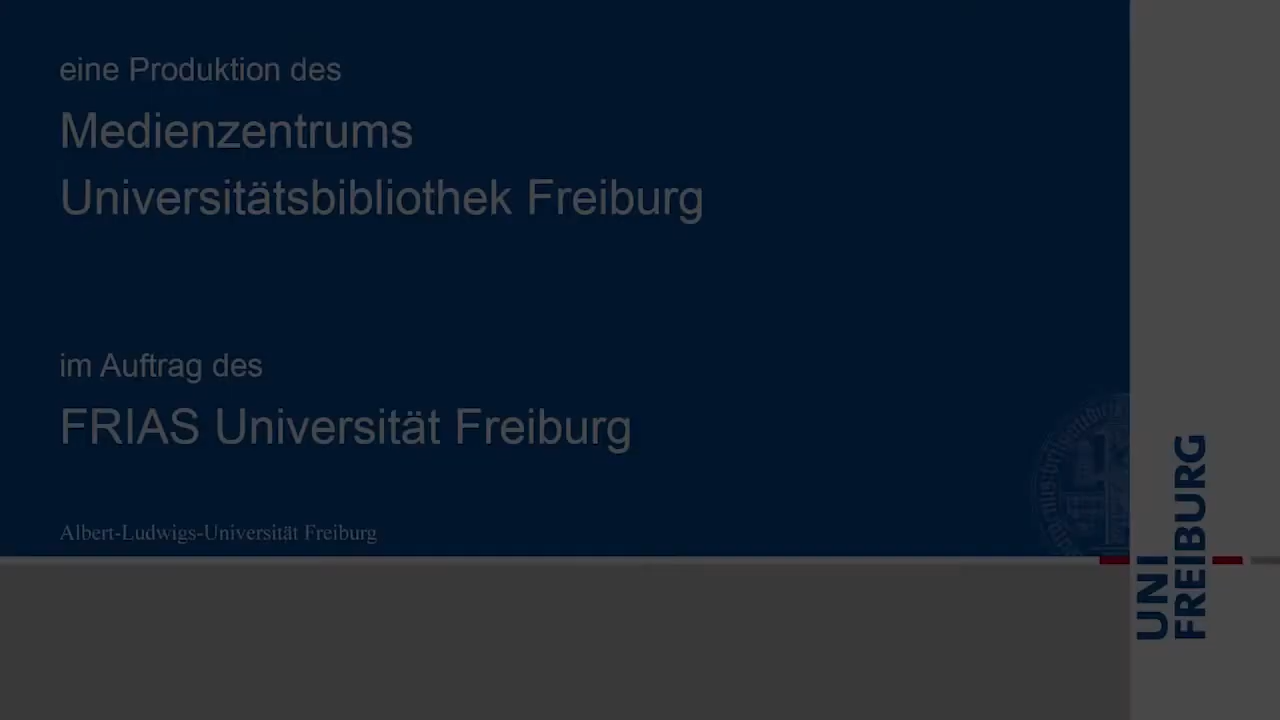 eine Produktion des
Medienzentrums
Universitätsbibliothek Freiburg
im Auftrag des
FRIAS Universität Freiburg
Albert-Ludwigs-Universität Freiburg
UNI
FREIBURG